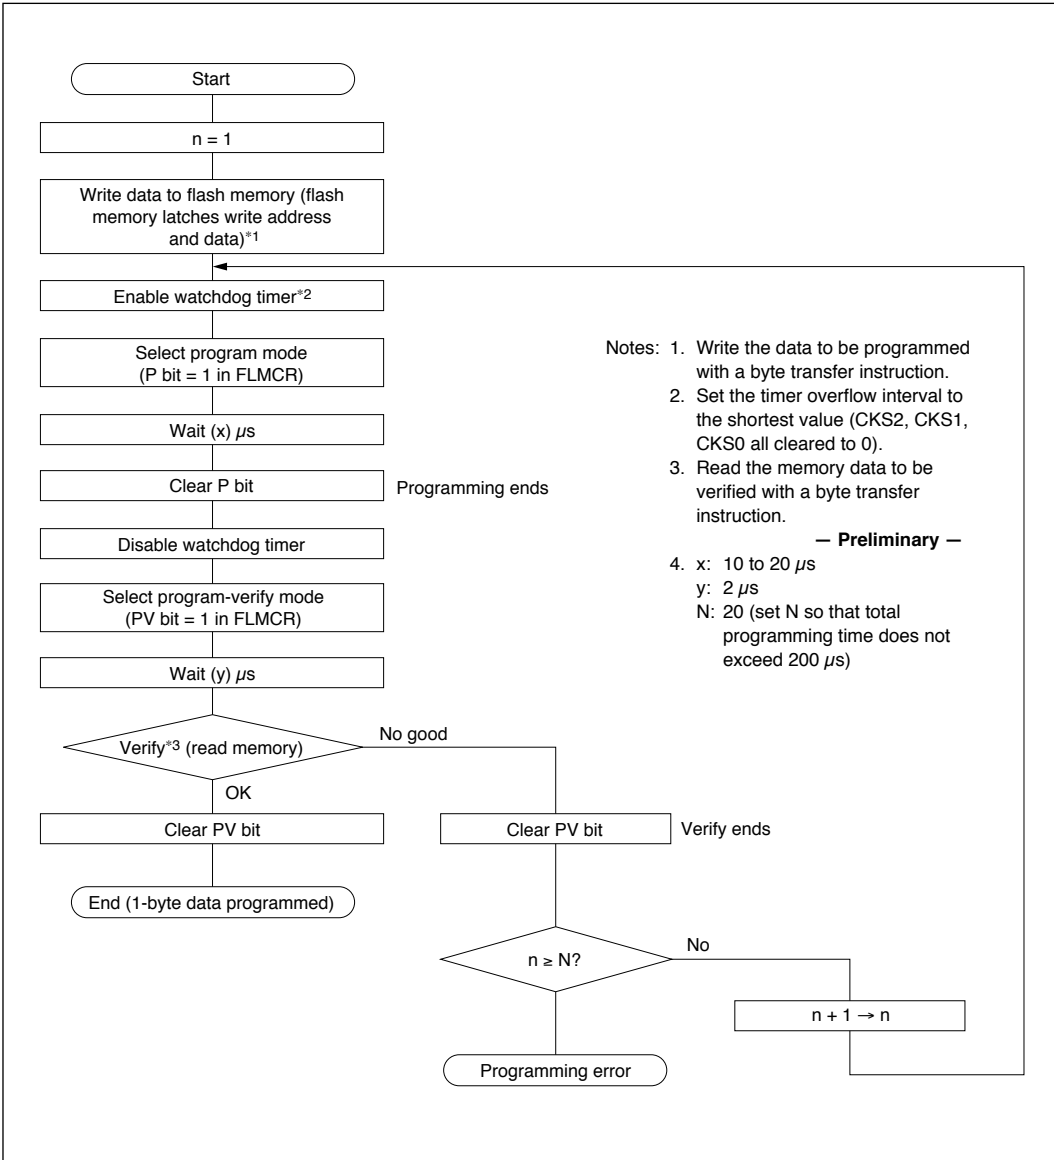 Start
n = 1
Write data to flash memory (flash
memory latches write address
and data)*1
Enable watchdog timer*2
Select program mode
(P bit = 1 in FLMCR)
Wait (x) μs
Clear P bit
Programming ends
Disable watchdog timer
Select program-verify mode
(PV bit = 1 in FLMCR)
Wait (y) μs
Verify*3 (read memory)
No good
OK
Clear PV bit
End (1-byte data programmed)
Clear PV bit
Verify ends
n ≥ N?
No
n + 1 → n
Programming error
Notes: 1. Write the data to be programmed
with a byte transfer instruction.
2. Set the timer overflow interval to
the shortest value (CKS2, CKS1,
CKS0 all cleared to 0).
3. Read the memory data to be
verified with a byte transfer
instruction.
— Preliminary —
4. x: 10 to 20 μs
y: 2 μs
N: 20 (set N so that total
programming time does not
exceed 200 μs)